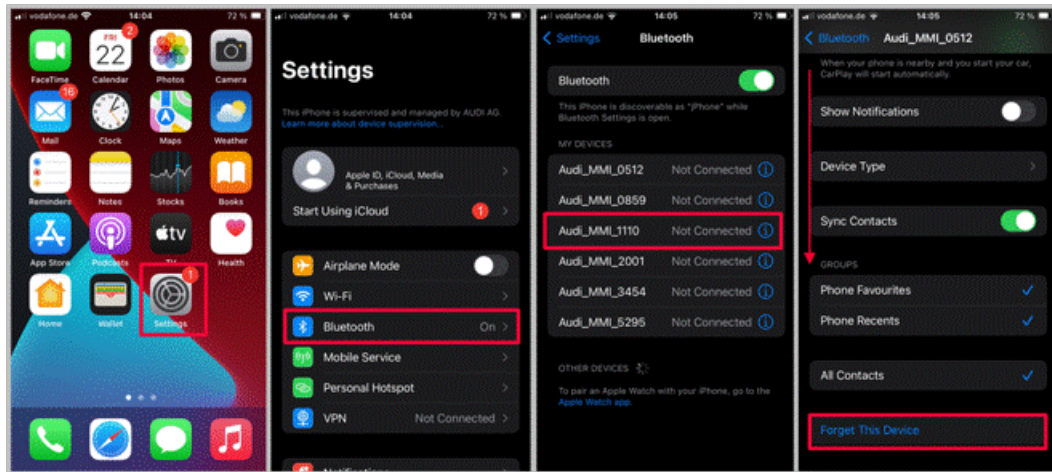 vodafone.de
14:04
72 %
FaceTime
FRI
22
2
Calendar
Photos
Camera
16
Mail
Clock
Maps
Weather
Reminders
Notes
Stocks
Books
App Store
Podcasts
tv
TV
Health
Home
Wallet
1
Settings
vodafone.de
14:04
72 %
Settings
This iPhone is supervised and managed by AUDI AG.
Learn more about device supervision...
Apple ID, iCloud, Media
& Purchases
Start Using iCloud
1
Airplane Mode
Wi-Fi
Bluetooth On
Mobile Service
Personal Hotspot
VPN Not Connected
Notifications
vodafone.de
14:05
72 %
Settings Bluetooth
Bluetooth
This iPhone is discoverable as "jPhone" while
Bluetooth Settings is open.
MY DEVICES
Audi_MMI_0512 Not Connected
Audi_MMI_0859 Not Connected
Audi_MMI_1110 Not Connected
Audi_MMI_2001 Not Connected
Audi_MMI_3454 Not Connected
Audi_MMI_5295 Not Connected
OTHER DEVICES
To pair an Apple Watch with your iPhone, go to the
Apple Watch app.
vodafone.de
14:05
72 %
Bluetooth Audi_MMI_0512
When your phone is nearby and you start your car,
CarPlay will start automatically.
Show Notifications
Device Type
Sync Contacts
GROUPS
Phone Favourites
Phone Recents
All Contacts
Forget This Device